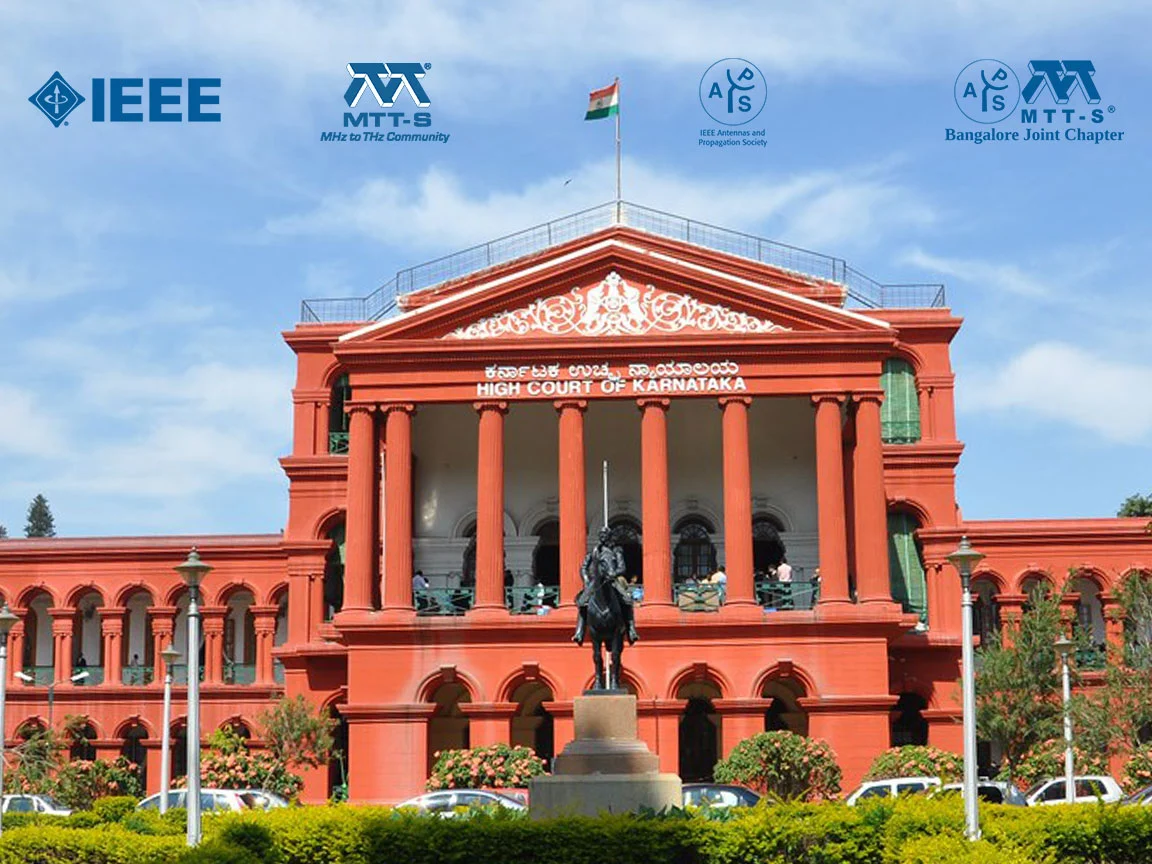 IEEE
MTT-S®
MHz to THz Community
APS
IEEE Antennas and
Propagation Society
APS
MTT-S®
Bangalore Joint Chapter
ಕರ್ನಾಟಕ ಉಚ್ಚ ನ್ಯಾಯಾಲಯ
HIGH COURT OF KARNATAKA